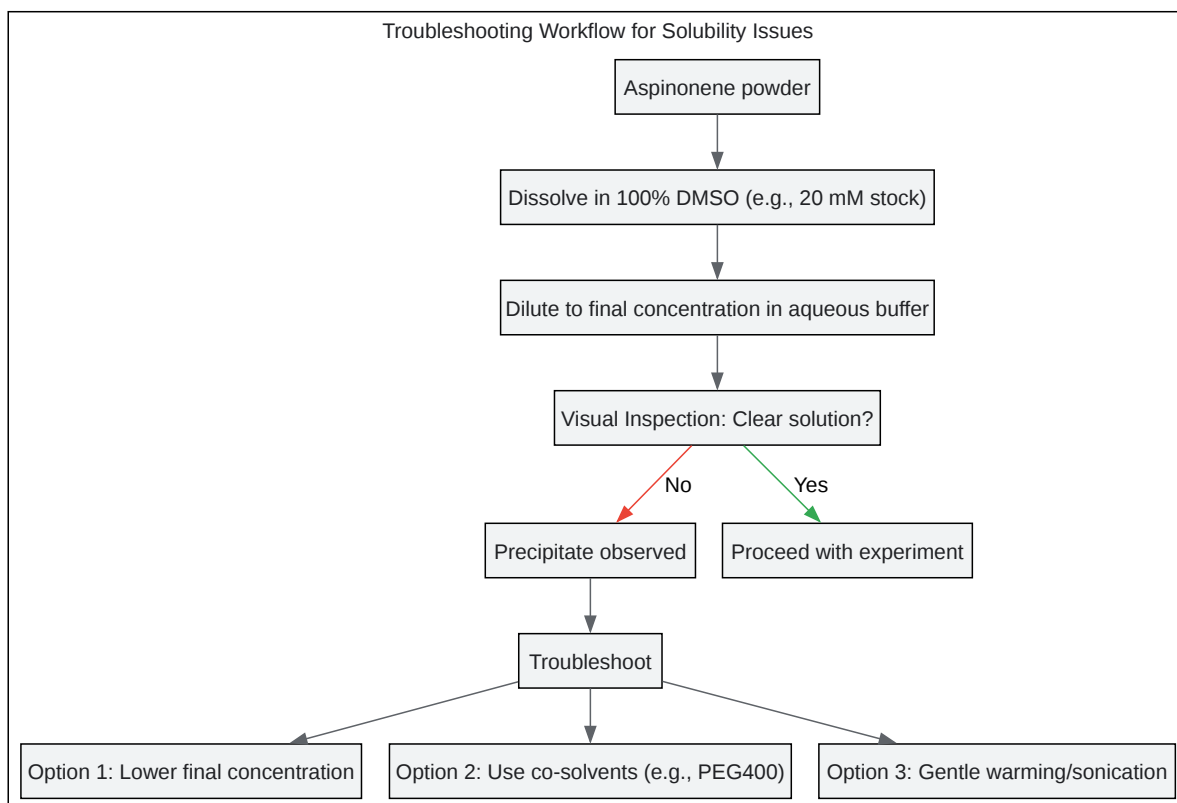 Troubleshooting Workflow for Solubility Issues
Aspinonene powder
Dissolve in 100% DMSO (e.g., 20 mM stock)
Dilute to final concentration in aqueous buffer
Visual Inspection: Clear solution?
No
Yes
Precipitate observed
Proceed with experiment
Troubleshoot
Option 1: Lower final concentration
Option 2: Use co-solvents (e.g., PEG400)
Option 3: Gentle warming/sonication